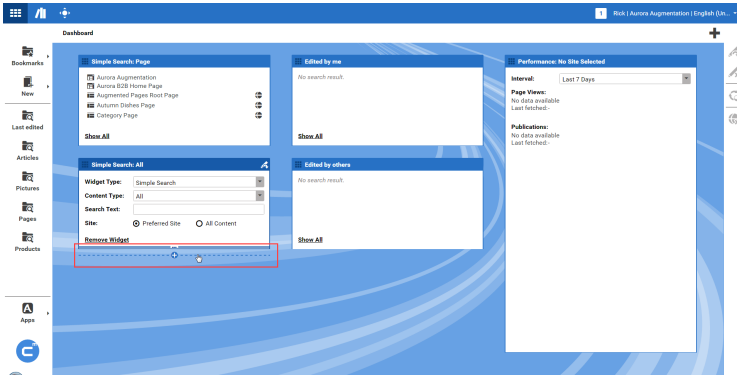 1 Rick | Aurora Augmentation | English (Un...
Dashboard
Bookmarks
New
Last edited
Articles
Pictures
Pages
Products
Apps
Simple Search: Page
Aurora Augmentation
Aurora B2B Home Page
Augmented Pages Root Page
Autumn Dishes Page
Category Page
Show All
Edited by me
No search result.
Show All
Performance: No Site Selected
Interval: Last 7 Days
Page Views:
No data available
Last fetched:-
Publications:
No data available
Last fetched:-
Simple Search: All
Widget Type: Simple Search
Content Type: All
Search Text:
Site: Preferred Site All Content
Remove Widget
Edited by others
No search result.
Show All